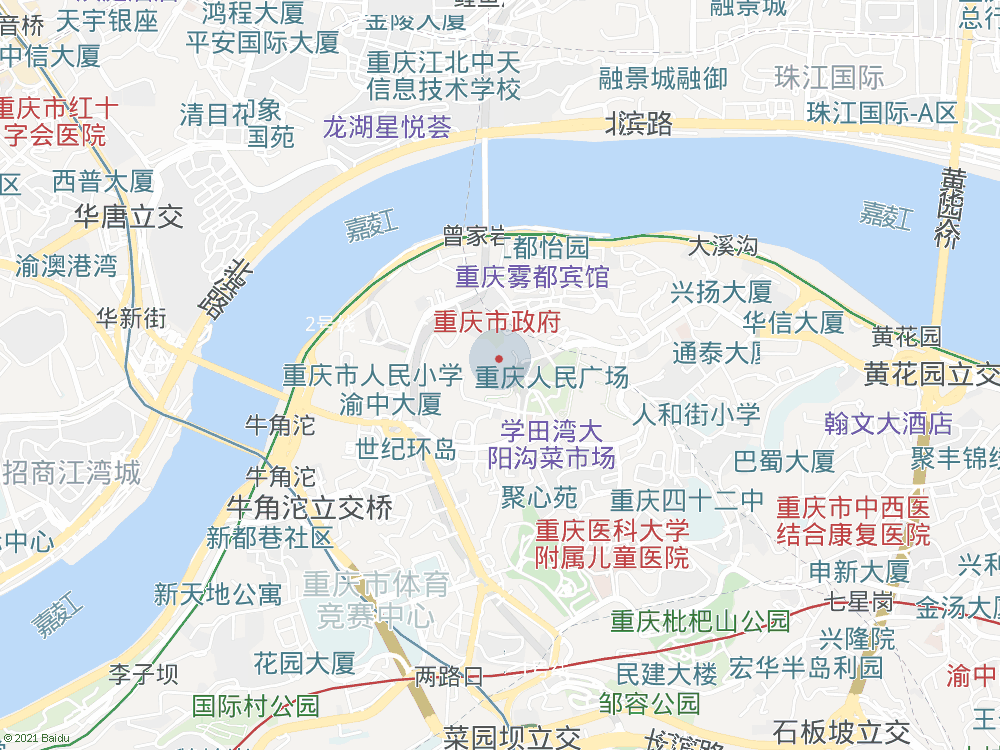 天宇银座
鸿程大厦
金陵大厦
融景城
音桥
中信大厦
平安国际大厦
重庆江北中天
信息技术学校
融景城融御
珠江国际
重庆市红十
字会医院
清目花
国苑
龙湖星悦荟
北滨路
珠江国际-A区
区
西普大厦
华唐立交
嘉陵江
嘉陵江
黄花园大桥
曾家岩
都怡园
大溪沟
渝澳港湾
北滨路
重庆雾都宾馆
兴扬大厦
华新街
2号线
重庆市政府
华信大厦
黄花园
通泰大厦
重庆市人民小学
重庆人民广场
黄花园立交
渝中大厦
牛角沱
人和街小学
翰文大酒店
学田湾大
阳沟菜市场
世纪环岛
巴蜀大厦
聚丰锦绣
招商江湾城
牛角沱
聚心苑
重庆四十二中
牛角沱立交桥
重庆市中西医
结合康复医院
新都巷社区
重庆医科大学
附属儿童医院
中心
申新大厦
兴和
重庆市体育
竞赛中心
新天地公寓
嘉陵江
七星岗
金汤大厦
重庆枇杷山公园
兴隆院
花园大厦
李子坝
两路口
民建大楼
宏华半岛利园
渝中
国际村公园
邹容公园
菜园坝立交
长滨路
石板坡立交
© 2021 Baidu